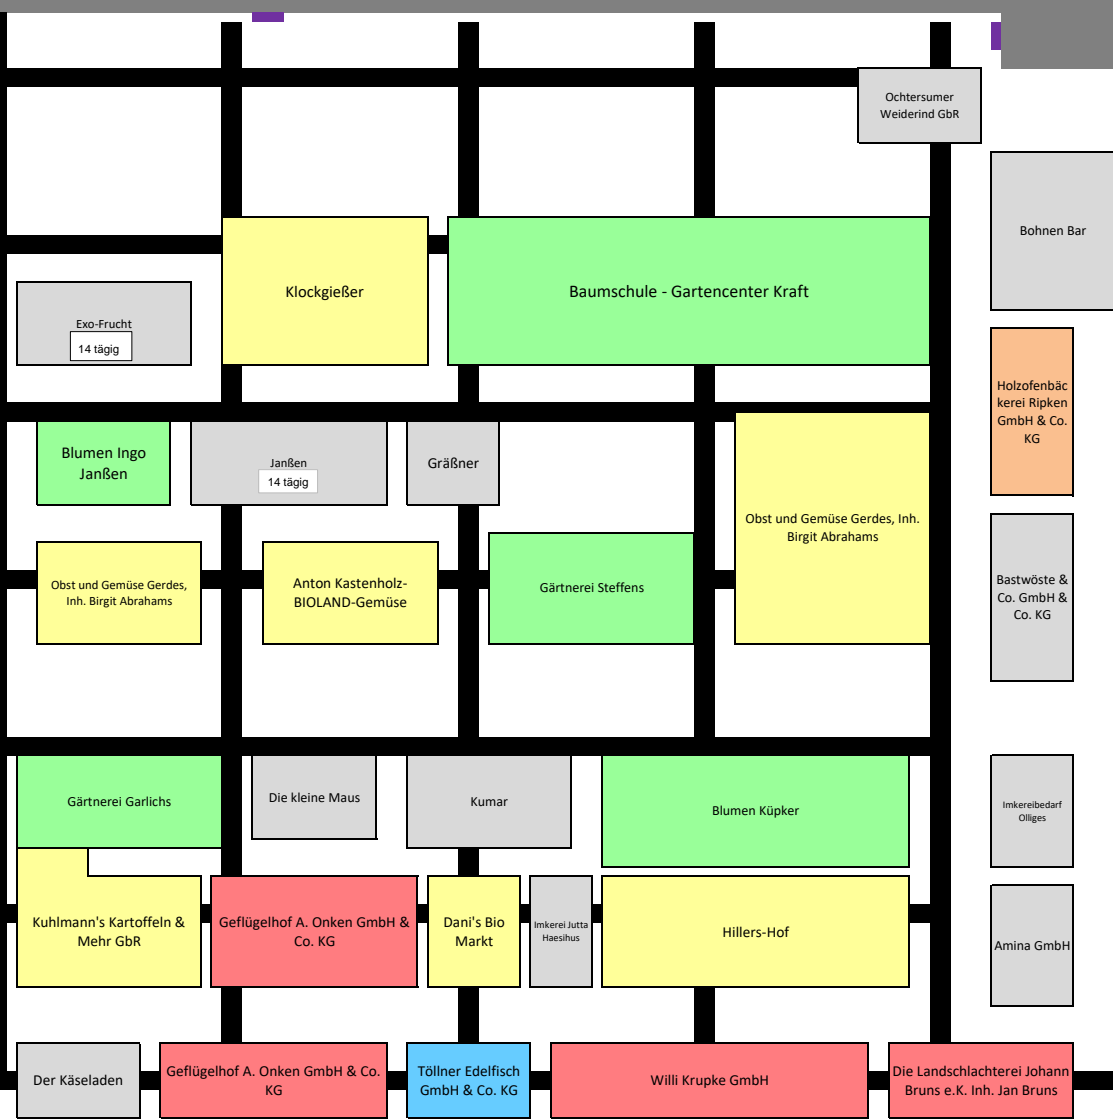 Ochtersumer
Weiderind GbR
Bohnen Bar
Klockgießer
Baumschule - Gartencenter Kraft
Exo-Frucht
14 tägig
Holzofenbäc
kerei Ripken
GmbH & Co.
KG
Blumen Ingo
Janßen
Janßen
14 tägig
Gräßner
Obst und Gemüse Gerdes, Inh.
Birgit Abrahams
Obst und Gemüse Gerdes,
Inh. Birgit Abrahams
Anton Kastenholz-
BIOLAND-Gemüse
Gärtnerei Steffens
Bastwöste &
Co. GmbH &
Co. KG
Gärtnerei Garlichs
Die kleine Maus
Kumar
Blumen Küpker
Imkereibedarf
Olliges
Kuhlmann's Kartoffeln &
Mehr GbR
Geflügelhof A. Onken GmbH &
Co. KG
Dani's Bio
Markt
Imkerei Jutta
Haesihus
Hillers-Hof
Amina GmbH
Der Käseladen
Geflügelhof A. Onken GmbH & Co.
KG
Töllner Edelfisch
GmbH & Co. KG
Willi Krupke GmbH
Die Landschlachterei Johann
Bruns e.K. Inh. Jan Bruns